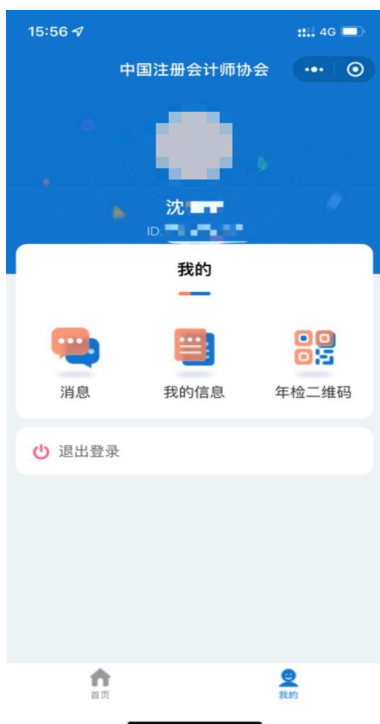 15:56 4G
中国注册会计师协会
沈
ID:
我的
消息 我的信息 年检二维码
退出登录
首页 我的